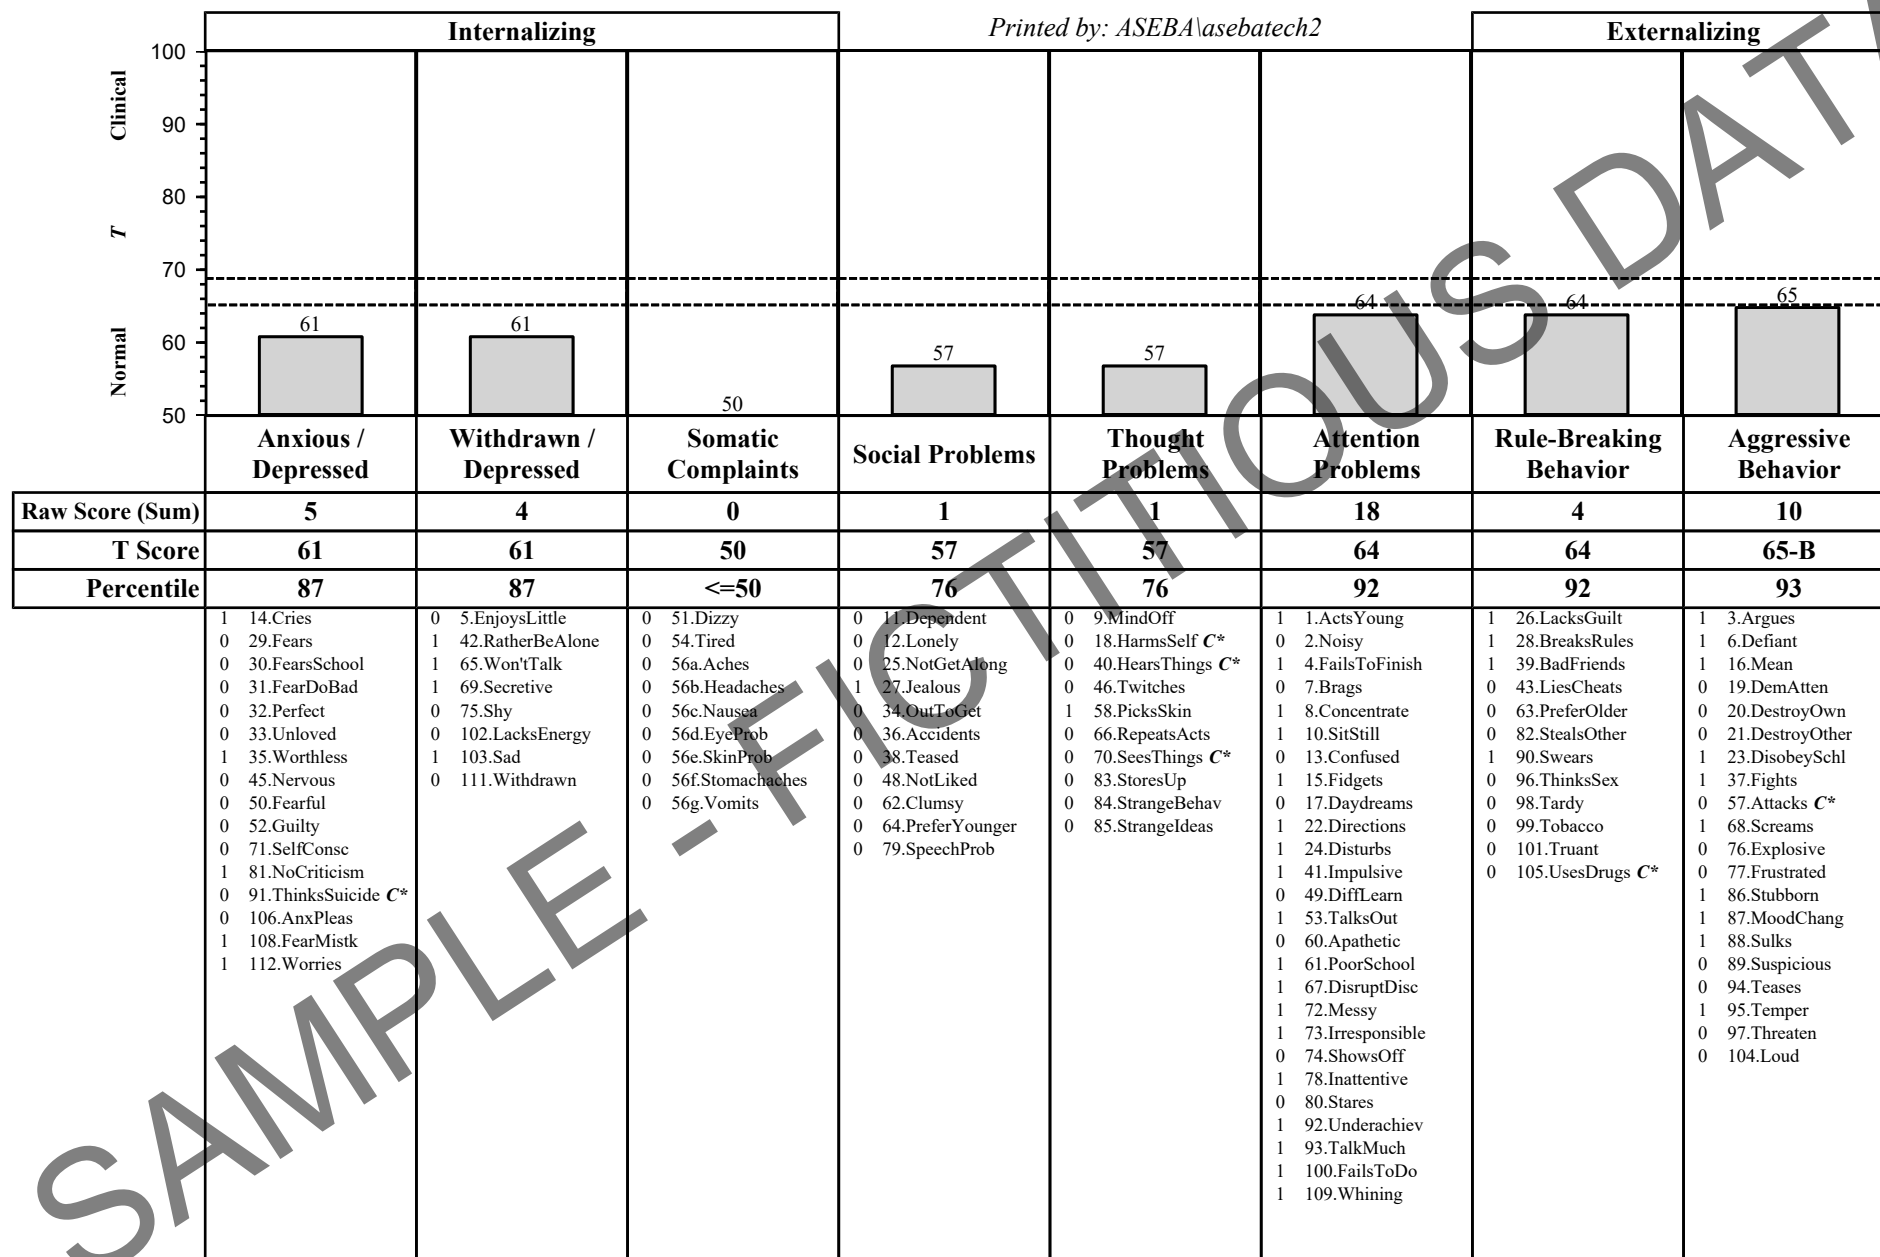 Internalizing
Printed by: ASEBA\asebatech2
Externalizing
100
90
80
70
60
50
Clinical
T
Normal
61
61
50
57
57
64
64
65
Anxious / Depressed
Withdrawn / Depressed
Somatic Complaints
Social Problems
Thought Problems
Attention Problems
Rule-Breaking Behavior
Aggressive Behavior
Raw Score (Sum) 5 4 0 1 1 18 4 10
T Score 61 61 50 57 57 64 64 65-B
Percentile 87 87 <=50 76 76 92 92 93
1 14.Cries
0 29.Fears
0 30.FearsSchool
0 31.FearDoBad
0 32.Perfect
0 33.Unloved
1 35.Worthless
0 45.Nervous
0 50.Fearful
0 52.Guilty
0 71.SelfConsc
1 81.NoCriticism
0 91.ThinksSuicide C*
0 106.AnxPleas
1 108.FearMistk
1 112.Worries
0 5.EnjoysLittle
1 42.RatherBeAlone
1 65.Won'tTalk
1 69.Secretive
0 75.Shy
0 102.LacksEnergy
1 103.Sad
0 111.Withdrawn
0 51.Dizzy
0 54.Tired
0 56a.Aches
0 56b.Headaches
0 56c.Nausea
0 56d.EyeProb
0 56e.SkinProb
0 56f.Stomachaches
0 56g.Vomits
0 11.Dependent
0 12.Lonely
0 25.NotGetAlong
1 27.Jealous
0 34.OutToGet
0 36.Accidents
0 38.Teased
0 48.NotLiked
0 62.Clumsy
0 64.PreferYounger
0 79.SpeechProb
0 9.MindOff
0 18.HarmsSelf C*
0 40.HearsThings C*
0 46.Twitches
1 58.PicksSkin
0 66.RepeatsActs
0 70.SeesThings C*
0 83.StoresUp
0 84.StrangeBehav
0 85.StrangeIdeas
1 1.ActsYoung
0 2.Noisy
1 4.FailsToFinish
0 7.Brags
1 8.Concentrate
1 10.SitStill
0 13.Confused
1 15.Fidgets
0 17.Daydreams
1 22.Directions
1 24.Disturbs
1 41.Impulsive
0 49.DiffLearn
1 53.TalksOut
0 60.Apathetic
1 61.PoorSchool
1 67.DisruptDisc
1 72.Messy
1 73.Irresponsible
0 74.ShowsOff
1 78.Inattentive
0 80.Stares
1 92.Underachiev
1 93.TalkMuch
1 100.FailsToDo
1 109.Whining
1 26.LacksGuilt
1 28.BreaksRules
1 39.BadFriends
0 43.LiesCheats
0 63.PreferOlder
0 82.StealsOther
1 90.Swears
0 96.ThinksSex
0 98.Tardy
0 99.Tobacco
0 101.Truant
0 105.UsesDrugs C*
1 3.Argues
1 6.Defiant
1 16.Mean
0 19.DemAtten
0 20.DestroyOwn
0 21.DestroyOther
1 23.DisobeySchl
1 37.Fights
0 57.Attacks C*
1 68.Screams
0 76.Explosive
0 77.Frustrated
1 86.Stubborn
1 87.MoodChang
1 88.Sulks
0 89.Suspicious
0 94.Teases
1 95.Temper
0 97.Threaten
0 104.Loud
SAMPLE - FICTITIOUS DATA